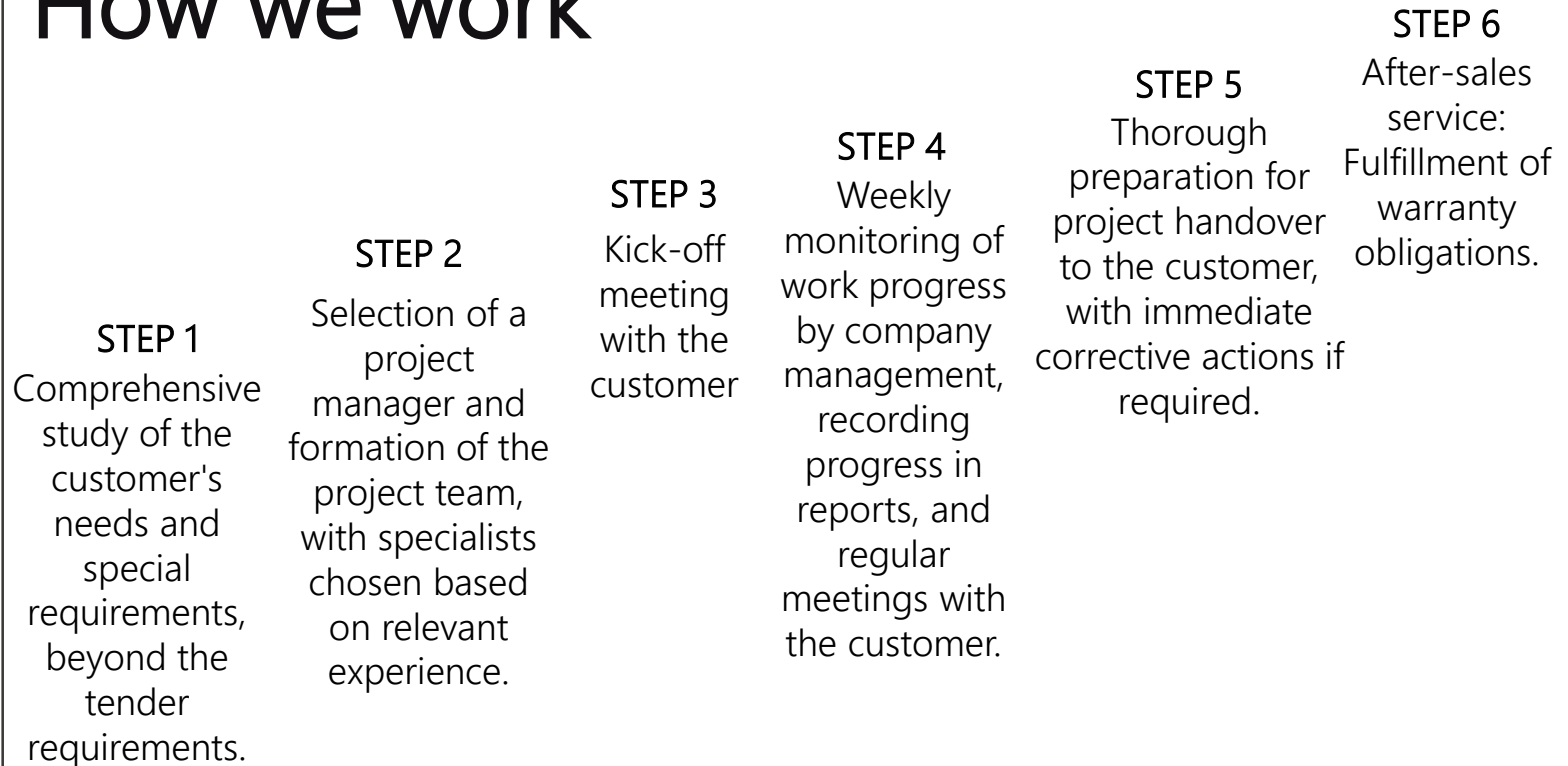 How we work
STEP 1
Comprehensive
study of the
customer's
needs and
special
requirements,
beyond the
tender
requirements.
STEP 2
Selection of a
project
manager and
formation of the
project team,
with specialists
chosen based
on relevant
experience.
STEP 3
Kick-off
meeting
with the
customer
STEP 4
Weekly
monitoring of
work progress
by company
management,
recording
progress in
reports, and
regular
meetings with
the customer.
STEP 5
Thorough
preparation for
project handover
to the customer,
with immediate
corrective actions if
required.
STEP 6
After-sales
service:
Fulfillment of
warranty
obligations.